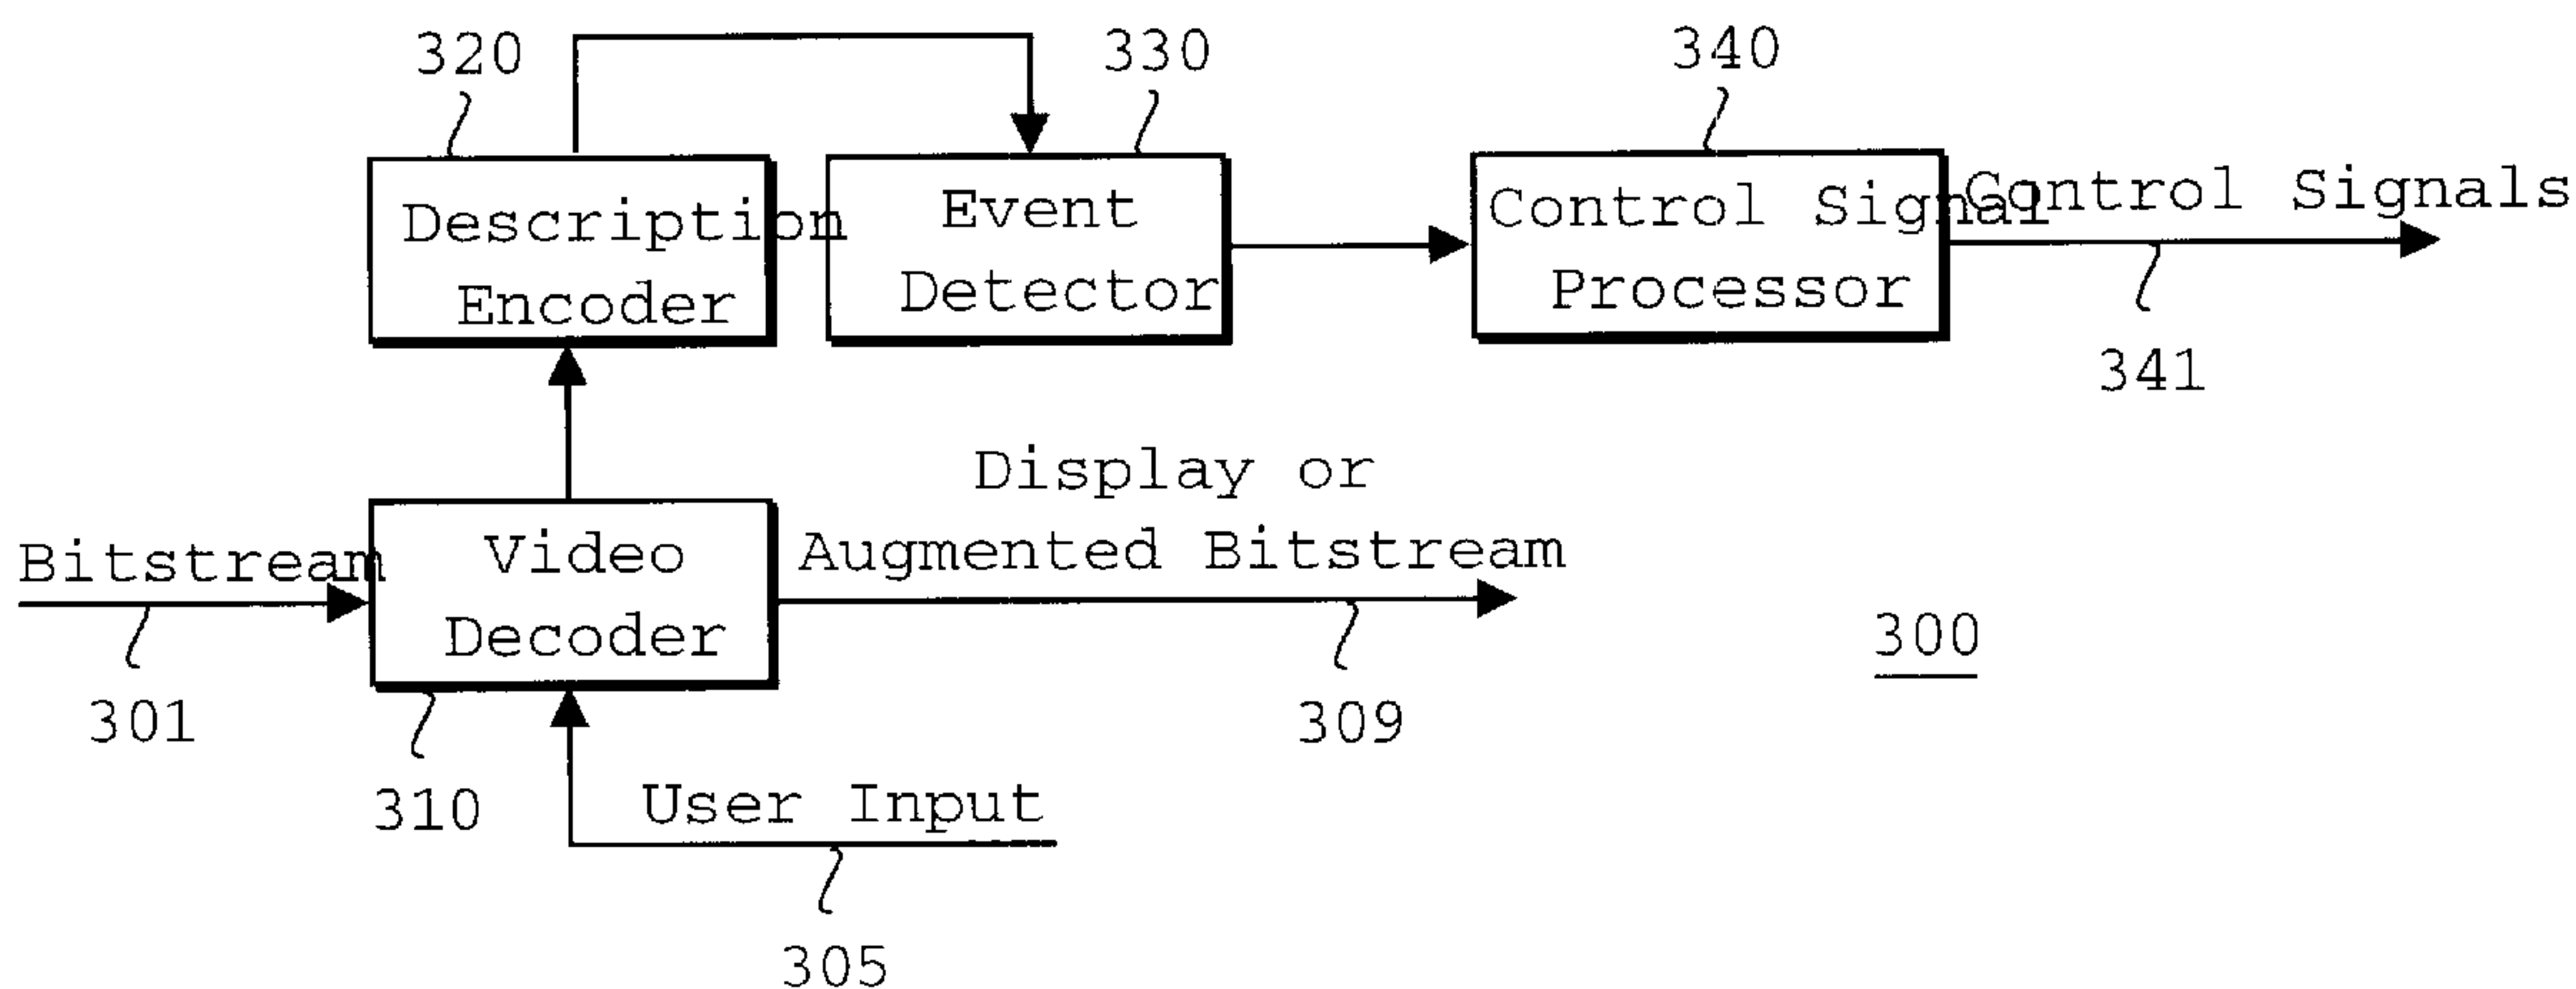 320
330
340
Description
Encoder
Event
Detector
Control Signal
Processor
Control Signals
341
Display or
Augmented Bitstream
Bitstream
Video
Decoder
300
301
309
310
User Input
305